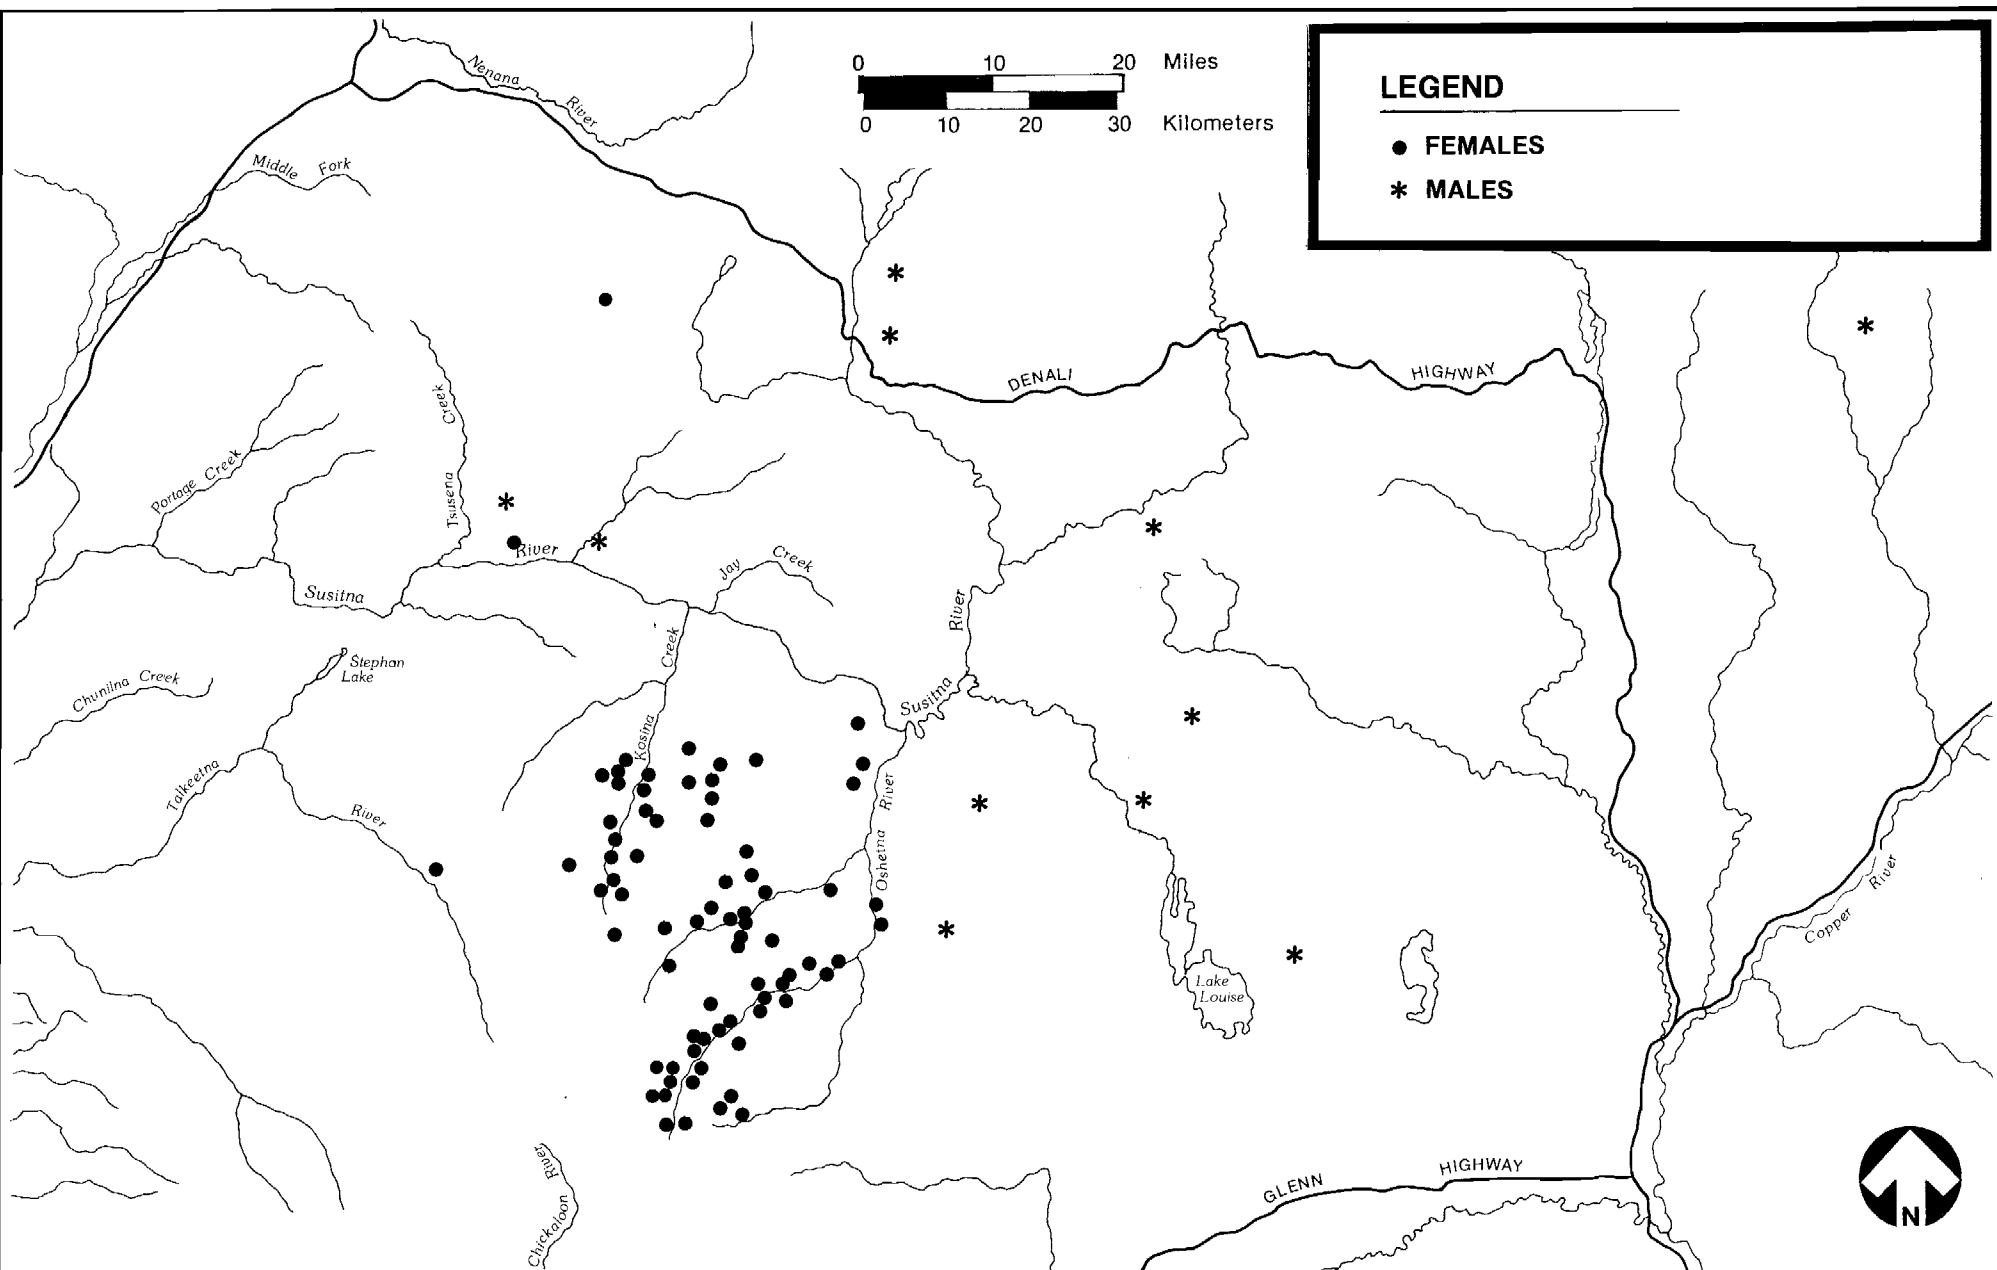 0 10 20 Miles
0 10 20 30 Kilometers
LEGEND
● FEMALES
* MALES
Nenana
River
Middle Fork
DENALI
HIGHWAY
Tsusena Creek
Portage Creek
River
Susitna
Jay Creek
River
Creek
Stephan
Lake
Chunilna Creek
Susitna
Kosina
Talkeetna
River
River
Oshetna
Copper River
Lake
Louise
Chickaloon River
GLENN
HIGHWAY
N